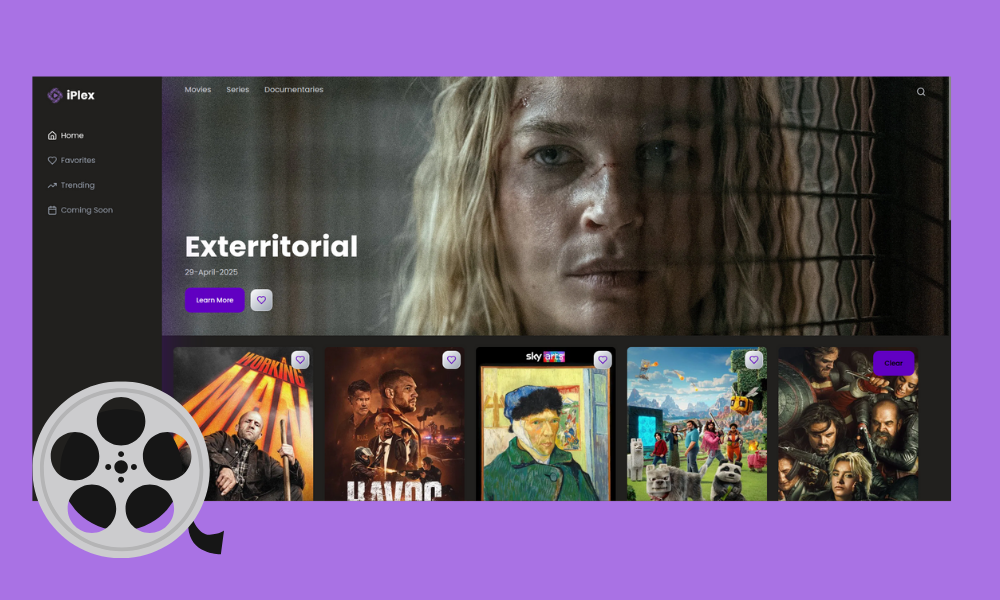 iPlex
Movies Series Documentaries
Home
Favorites
Trending
Coming Soon
Exterritorial
29-April-2025
Learn More
WORKING
MAN
HAVOC
sky arts
Clear